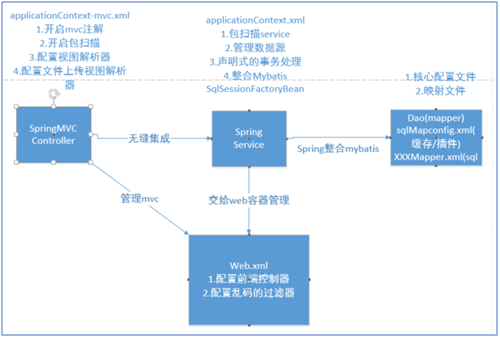 applicationContext-mvc.xml
1.开启mvc注解
2.开启包扫描
3.配置视图解析器
4.配置文件上传视图解析
器
applicationContext.xml
1.包扫描service
2.管理数据源
3.声明式的事务处理
4.整合Mybatis
SqlSessionFactoryBean
1.核心配置文件
2.映射文件
SpringMVC
Controller
无缝集成
Spring
Service
Spring整合mybatis
Dao(mapper)
sqlMapconfig.xml(
缓存/插件)
XXXMapper.xml(sql
管理mvc
交给web容器管理
Web.xml
1.配置前端控制器
2.配置乱码的过滤器